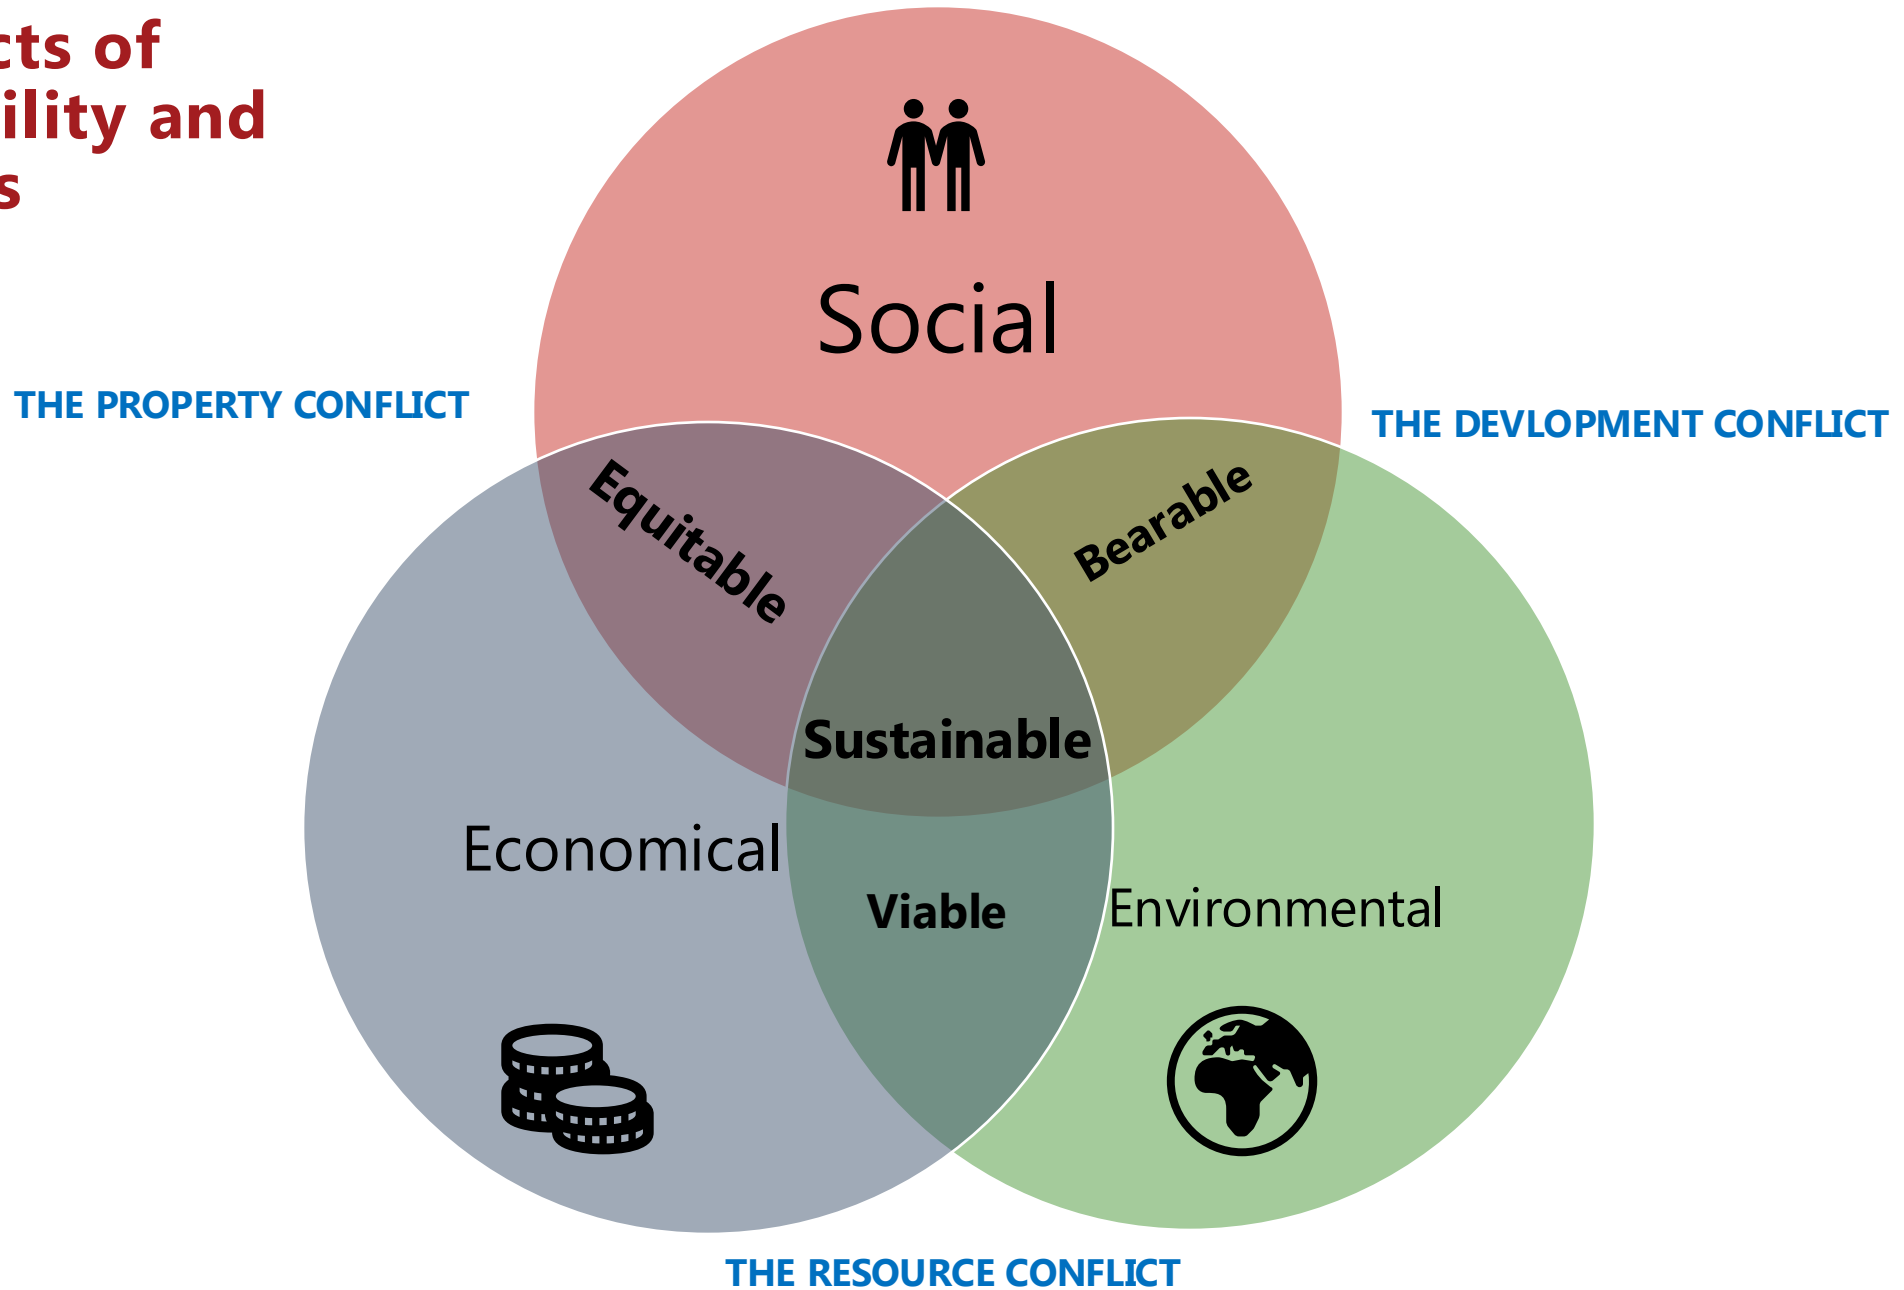 cts of
ility and
s
Social
THE PROPERTY CONFLICT
THE DEVLOPMENT CONFLICT
Equitable
Bearable
Sustainable
Economical
Viable
Environmental
THE RESOURCE CONFLICT